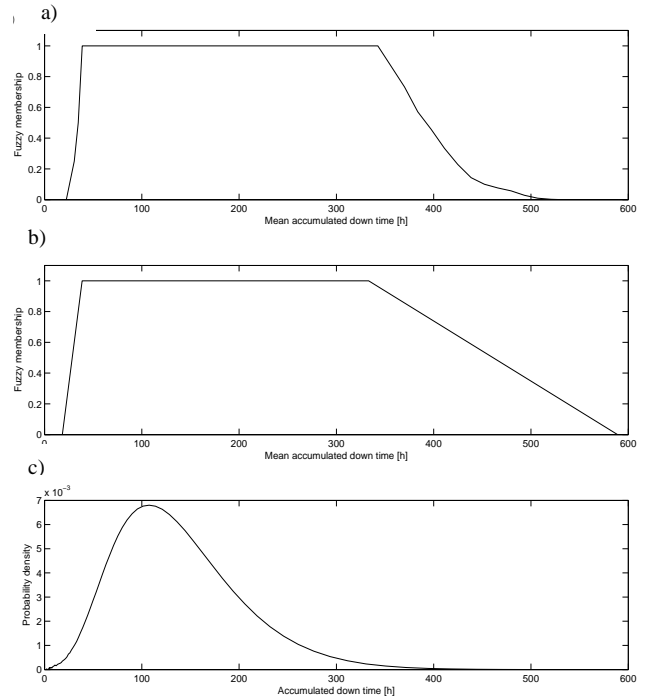 a)
1
0.8
0.6
0.4
0.2
0
Fuzzy membership
0 100 200 300 400 500 600
Mean accumulated down time [h]
b)
1
0.8
0.6
0.4
0.2
0
Fuzzy membership
0 100 200 300 400 500 600
Mean accumulated down time [h]
c)
x 10⁻³
7
6
5
4
3
2
1
0
Probability density
0 100 200 300 400 500 600
Accumulated down time [h]